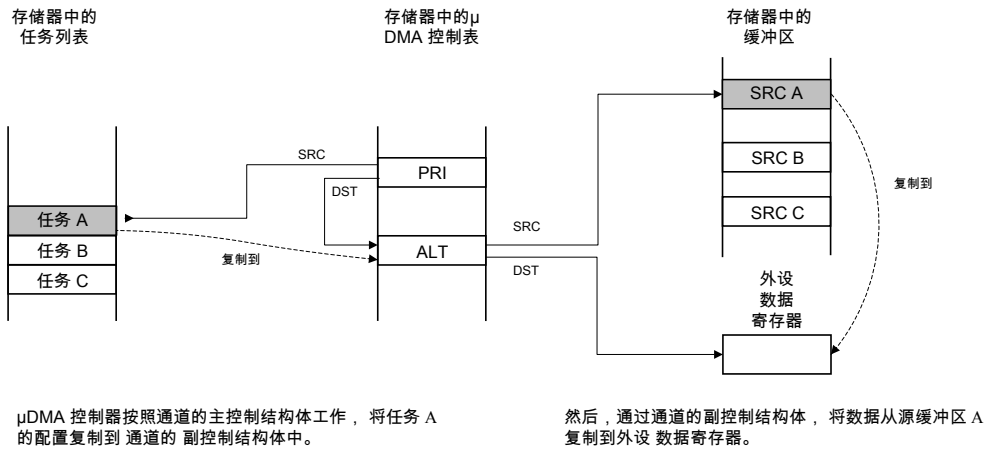 存储器中的
任务列表
存储器中的μ
DMA 控制表
存储器中的
缓冲区
SRC A
SRC
PRI
SRC B
复制到
DST
SRC C
任务 A
SRC
任务 B
复制到
ALT
DST
任务 C
外设
数据
寄存器
μDMA 控制器按照通道的主控制结构体工作， 将任务 A
的配置复制到 通道的 副控制结构体中。
然后，通过通道的副控制结构体， 将数据从源缓冲区 A
复制到外设 数据寄存器。